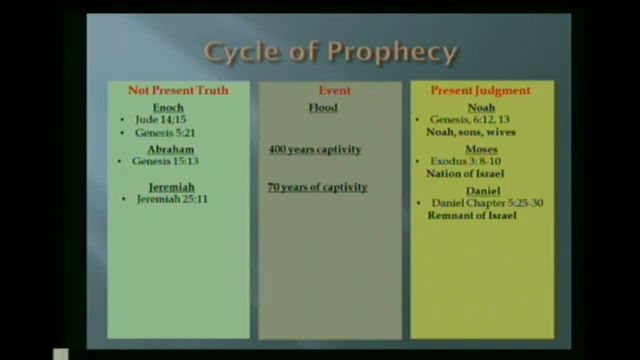 Cycle of Prophecy
Not Present Truth
Enoch
• Jude 14;15
• Genesis 5:21
Abraham
• Genesis 15:13
Jeremiah
• Jeremiah 25:11
Event
Flood
400 years captivity
70 years of captivity
Present Judgment
Noah
• Genesis, 6:12, 13
Noah, sons, wives
Moses
• Exodus 3: 8-10
Nation of Israel
Daniel
• Daniel Chapter 5:25-30
Remnant of Israel